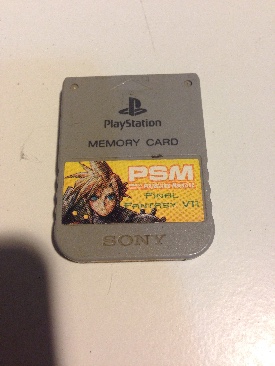 PlayStation
MEMORY CARD
PSM
FINAL
FANTASY VII
SONY